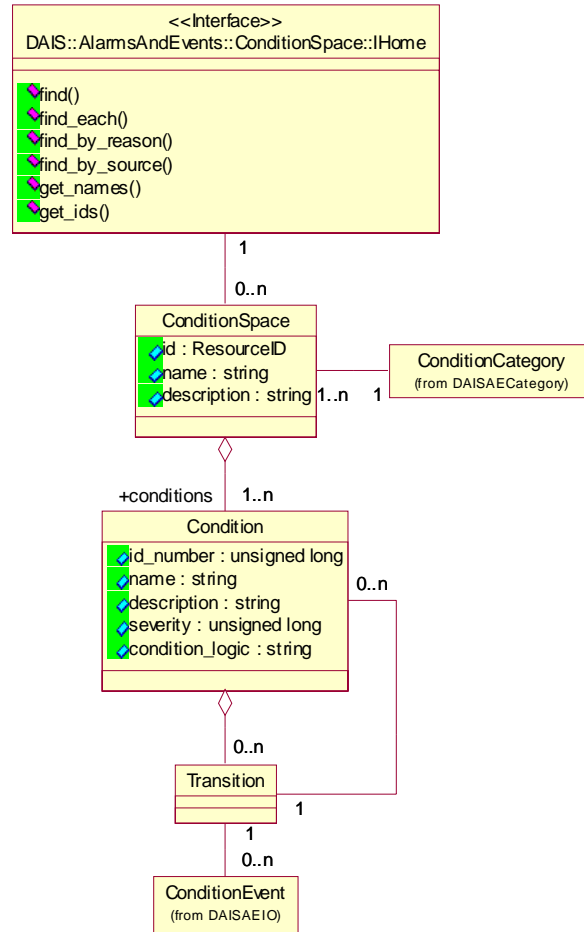 <<Interface>>
DAIS::AlarmsAndEvents::ConditionSpace::IHome
find()
find_each()
find_by_reason()
find_by_source()
get_names()
get_ids()
1
0..n
ConditionSpace
id : ResourceID
name : string
description : string
1..n
1
ConditionCategory
(from DAISAECategory)
+conditions
1..n
Condition
id_number : unsigned long
name : string
description : string
severity : unsigned long
condition_logic : string
0..n
0..n
Transition
1
1
0..n
ConditionEvent
(from DAISAEIO)